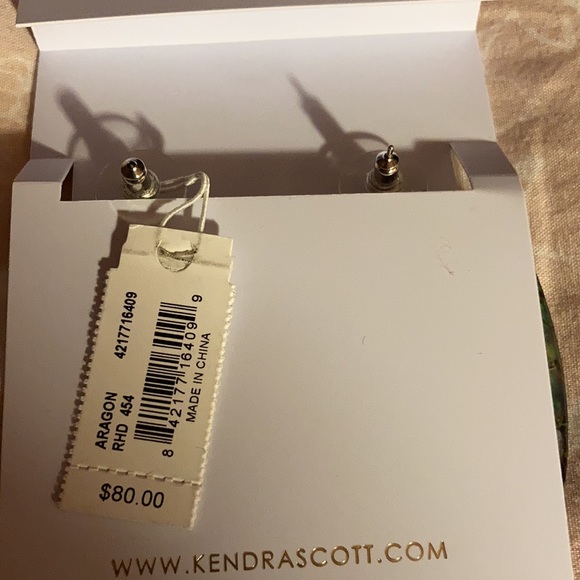 ARAGON 4217716409
RHD 454
8 42177 16409 9
MADE IN CHINA
$80.00
WWW.KENDRASCOTT.COM